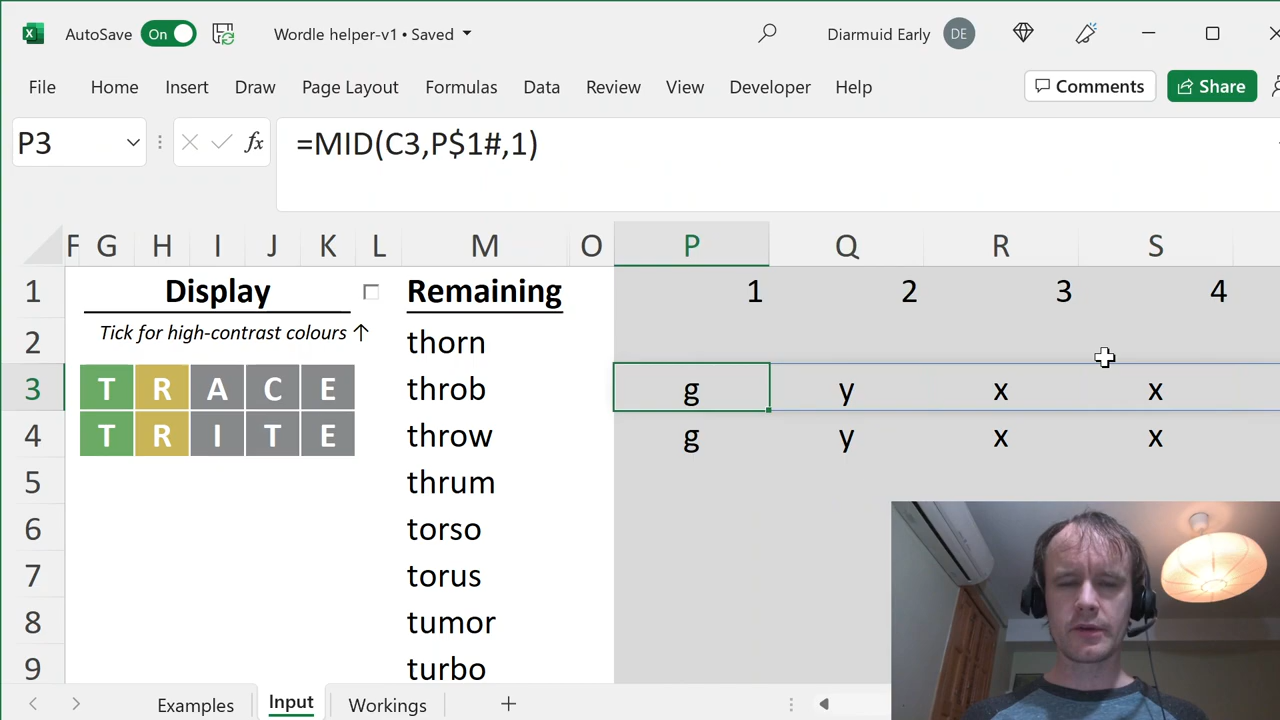 AutoSave On Wordle helper-v1 • Saved Diarmuid Early DE
File Home Insert Draw Page Layout Formulas Data Review View Developer Help Comments Share
P3 fx =MID(C3,P$1#,1)
F G H I J K L M O P Q R S
1 Display Remaining 1 2 3 4
2 Tick for high-contrast colours ↑ thorn
3 T R A C E throb g y x x
4 T R I T E throw g y x x
5 thrum
6 torso
7 torus
8 tumor
9 turbo
Examples Input Workings +